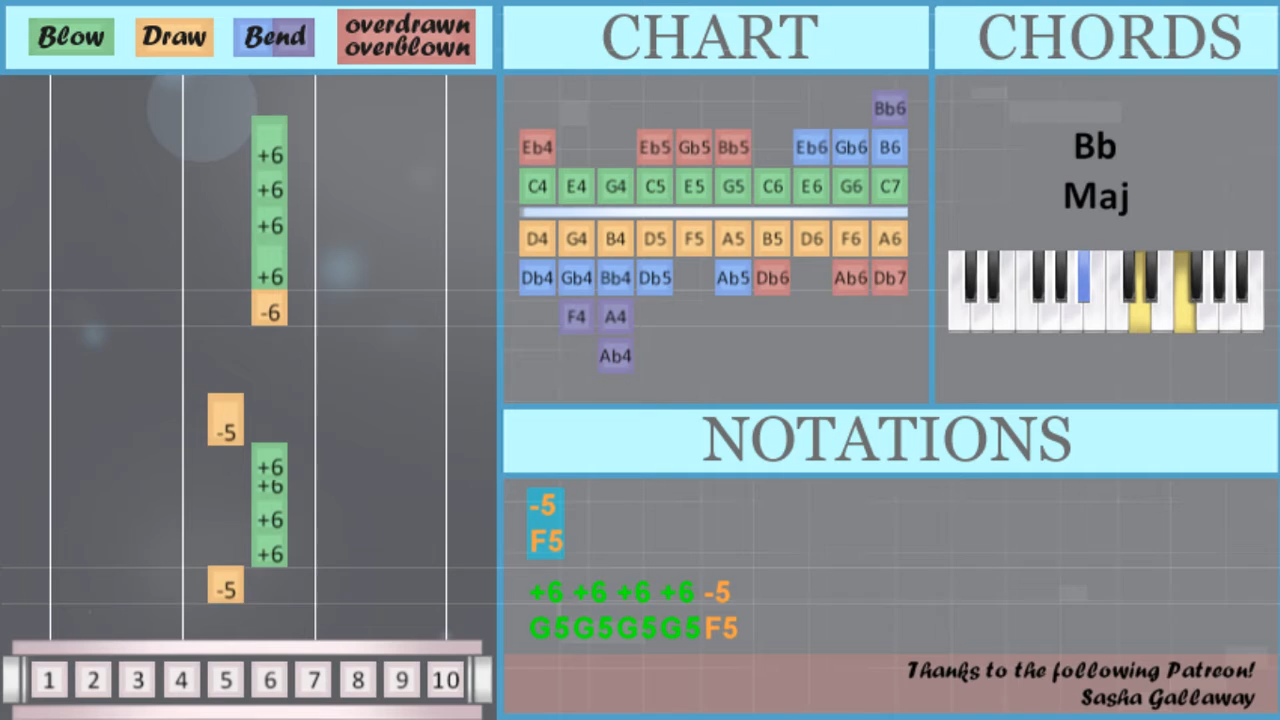 Blow Draw Bend overdrawn overblown
CHART
CHORDS
+6
+6
+6
+6
-6
-5
+6
+6
+6
+6
-5
1 2 3 4 5 6 7 8 9 10
Bb6
Eb4 Eb5 Gb5 Bb5 Eb6 Gb6 B6
C4 E4 G4 C5 E5 G5 C6 E6 G6 C7
D4 G4 B4 D5 F5 A5 B5 D6 F6 A6
Db4 Gb4 Bb4 Db5 Ab5 Db6 Ab6 Db7
F4 A4
Ab4
Bb
Maj
NOTATIONS
-5
F5
+6 +6 +6 +6 -5
G5G5G5G5F5
Thanks to the following Patreon!
Sasha Gallaway